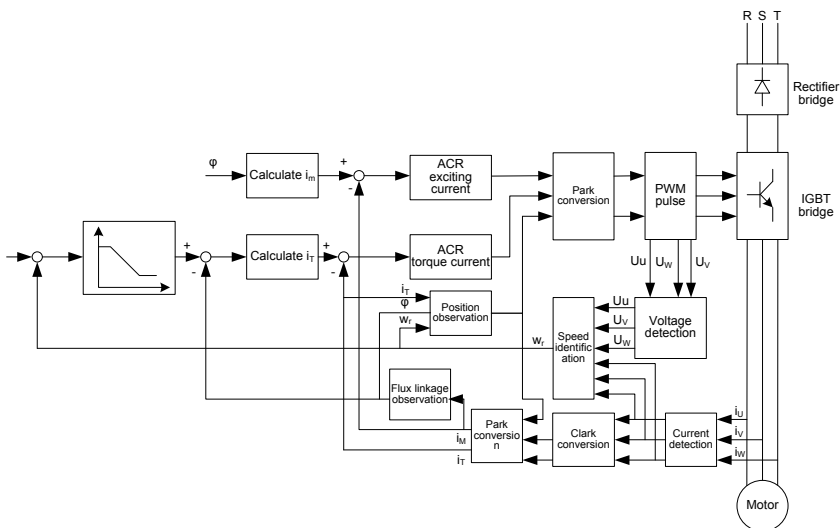 R S T
Rectifier
bridge
φ
Calculate im
+
-
ACR
exciting
current
Park
conversion
PWM
pulse
IGBT
bridge
+
-
Calculate iT
+
-
ACR
torque current
Uu UW UV
iT
φ
wr
Position
observation
wr
Speed
identific
ation
Uu
UV
UW
Voltage
detection
Flux linkage
observation
iM
iT
Park
conversio
n
Clark
conversion
Current
detection
iU
iV
iW
Motor